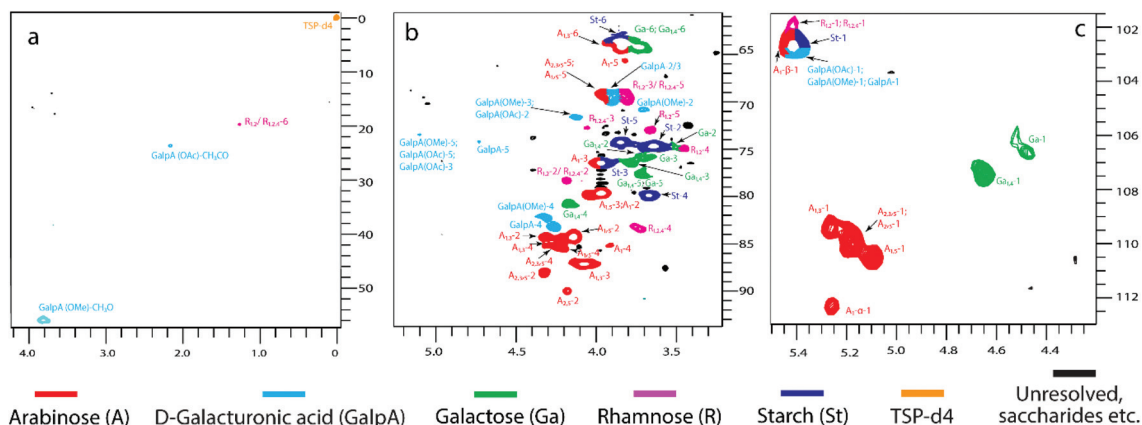 a
TSP-d4
R₁,₂/ R₁,₂,₄-6
GalpA (OAc)-CH₃CO
GalpA (OMe)-CH₃O
0
10
20
30
40
50
4.0
3.0
2.0
1.0
0
b
St-6
Ga-6; Ga₁,₄-6
A₁,₅-6
A₁-5
A₂,₃,₅-5;
A₁,₅-5
GalpA-2/3
R₁,₂-3/ R₁,₂,₄-5
GalpA(OMe)-3;
GalpA(OAc)-2
GalpA(OMe)-2
R₁,₂,₄-3
R₁,₂-5
St-5
St-2
Ga-2
GalpA(OMe)-5;
GalpA(OAc)-5;
GalpA(OAc)-3
GalpA-5
Ga₁,₄-2
R₁,₂-4
A₁-3
St-3
Ga-3
Ga₁,₄-3
R₁,₂-2/ R₁,₂,₄-2
Ga₁,₄-5; Ga-5
A₁,₅-3;A₁-2
St-4
GalpA(OMe)-4
Ga₁,₄-4
GalpA-4
A₁,₅-2
R₁,₂,₄-4
A₁,₅-4
A₁-4
A₂,₃,₅-4
A₂,₃,₅-2
A₁,₅-3
A₂,₅-2
65
70
75
80
85
90
5.0
4.5
4.0
3.5
c
R₁,₂-1; R₁,₂,₄-1
St-1
A₁-β-1
GalpA(OAc)-1;
GalpA(OMe)-1; GalpA-1
Ga-1
Ga₁,₄-1
A₁,₅-1
A₂,₃,₅-1;
A₁,₅-1
A₁-α-1
102
104
106
108
110
112
5.4
5.2
5.0
4.8
4.6
4.4
Arabinose (A)
D-Galacturonic acid (GalpA)
Galactose (Ga)
Rhamnose (R)
Starch (St)
TSP-d4
Unresolved,
saccharides etc.